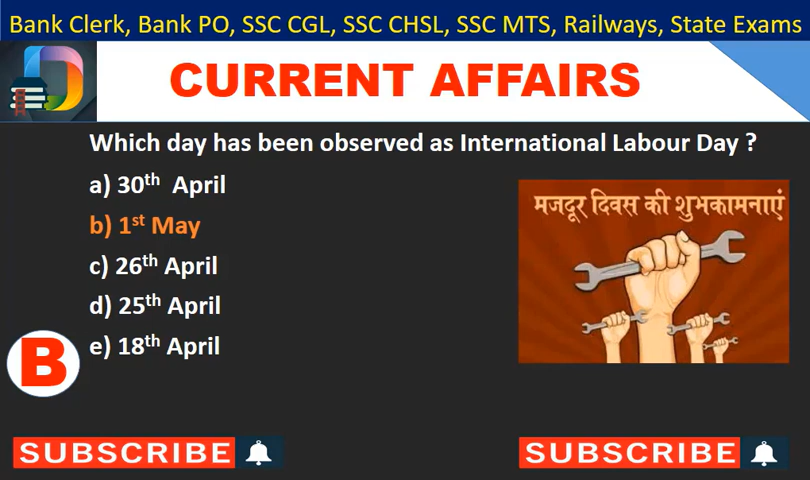 Bank Clerk, Bank PO, SSC CGL, SSC CHSL, SSC MTS, Railways, State Exams
CURRENT AFFAIRS
Which day has been observed as International Labour Day ?
a) 30th April
b) 1st May
c) 26th April
d) 25th April
e) 18th April
मजदूर दिवस की शुभकामनाएं
B
SUBSCRIBE
SUBSCRIBE